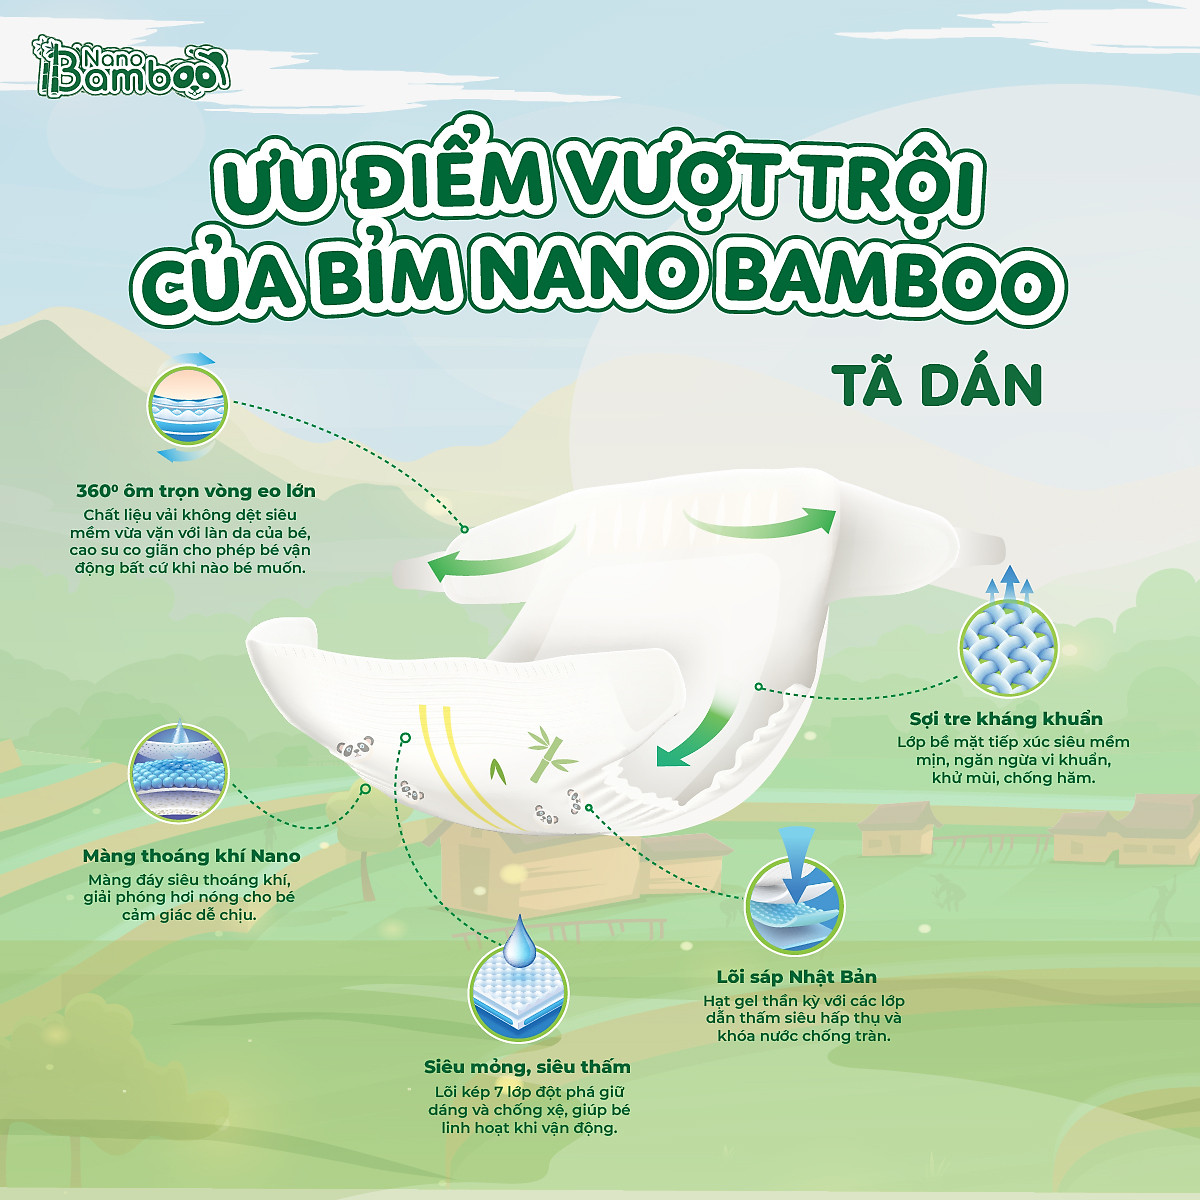 Nano
Bamboo
ƯU ĐIỂM VƯỢT TRỘI
CỦA BỈM NANO BAMBOO
TÃ DÁN
360⁰ ôm trọn vòng eo lớn
Chất liệu vải không dệt siêu
mềm vừa vặn với làn da của bé,
cao su co giãn cho phép bé vận
động bất cứ khi nào bé muốn.
Sợi tre kháng khuẩn
Lớp bề mặt tiếp xúc siêu mềm
mịn, ngăn ngừa vi khuẩn,
khử mùi, chống hăm.
Màng thoáng khí Nano
Màng đáy siêu thoáng khí,
giải phóng hơi nóng cho bé
cảm giác dễ chịu.
Lõi sáp Nhật Bản
Hạt gel thần kỳ với các lớp
dẫn thấm siêu hấp thụ và
khóa nước chống tràn.
Siêu mỏng, siêu thấm
Lõi kép 7 lớp đột phá giữ
dáng và chống xệ, giúp bé
linh hoạt khi vận động.